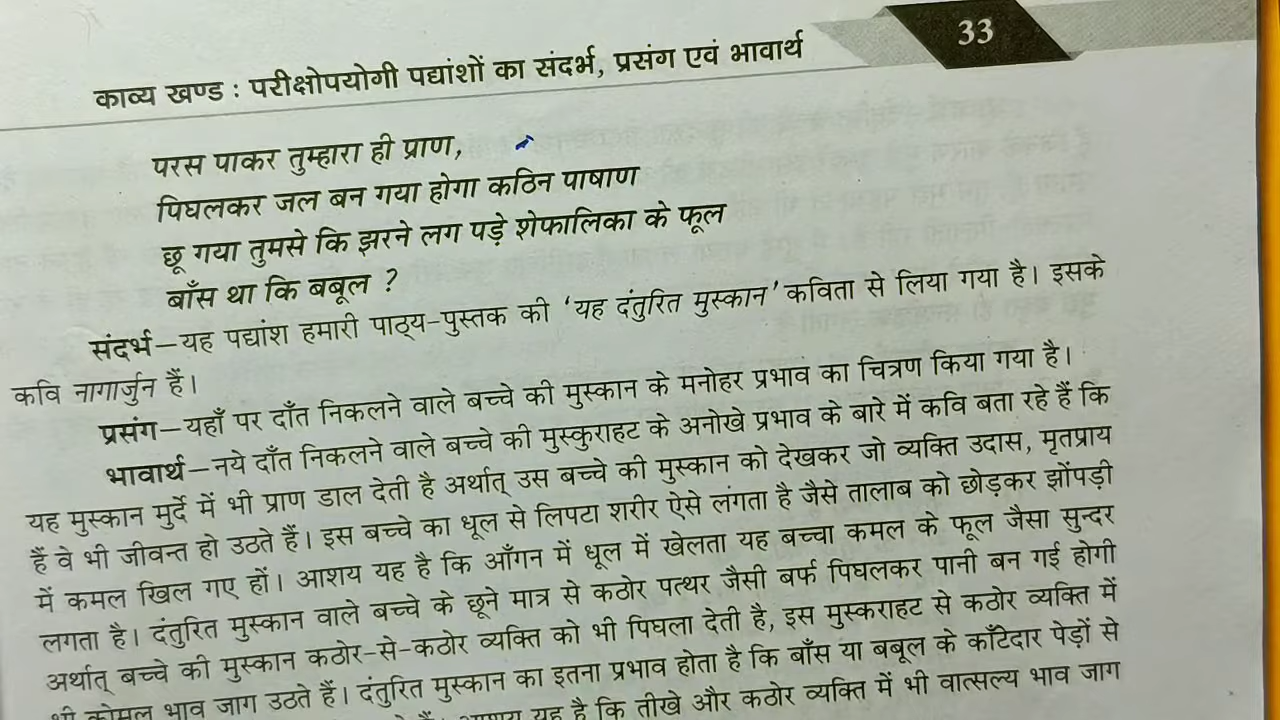 33
काव्य खण्ड : परीक्षोपयोगी पद्यांशों का संदर्भ, प्रसंग एवं भावार्थ
परस पाकर तुम्हारा ही प्राण,
पिघलकर जल बन गया होगा कठिन पाषाण
छू गया तुमसे कि झरने लग पड़े शेफालिका के फूल
बाँस था कि बबूल ?
संदर्भ–यह पद्यांश हमारी पाठ्य-पुस्तक की 'यह दंतुरित मुस्कान' कविता से लिया गया है। इसके
कवि नागार्जुन हैं।
प्रसंग–यहाँ पर दाँत निकलने वाले बच्चे की मुस्कान के मनोहर प्रभाव का चित्रण किया गया है।
भावार्थ–नये दाँत निकलने वाले बच्चे की मुस्कुराहट के अनोखे प्रभाव के बारे में कवि बता रहे हैं कि
यह मुस्कान मुर्दे में भी प्राण डाल देती है अर्थात् उस बच्चे की मुस्कान को देखकर जो व्यक्ति उदास, मृतप्राय
हैं वे भी जीवन्त हो उठते हैं। इस बच्चे का धूल से लिपटा शरीर ऐसे लंगता है जैसे तालाब को छोड़कर झोंपड़ी
में कमल खिल गए हों। आशय यह है कि आँगन में धूल में खेलता यह बच्चा कमल के फूल जैसा सुन्दर
लगता है। दंतुरित मुस्कान वाले बच्चे के छूने मात्र से कठोर पत्थर जैसी बर्फ पिघलकर पानी बन गई होगी
अर्थात् बच्चे की मुस्कान कठोर-से-कठोर व्यक्ति को भी पिघला देती है, इस मुस्कराहट से कठोर व्यक्ति में
भी कोमल भाव जाग उठते हैं। दंतुरित मुस्कान का इतना प्रभाव होता है कि बाँस या बबूल के काँटेदार पेड़ों से
आशय यह है कि तीखे और कठोर व्यक्ति में भी वात्सल्य भाव जाग